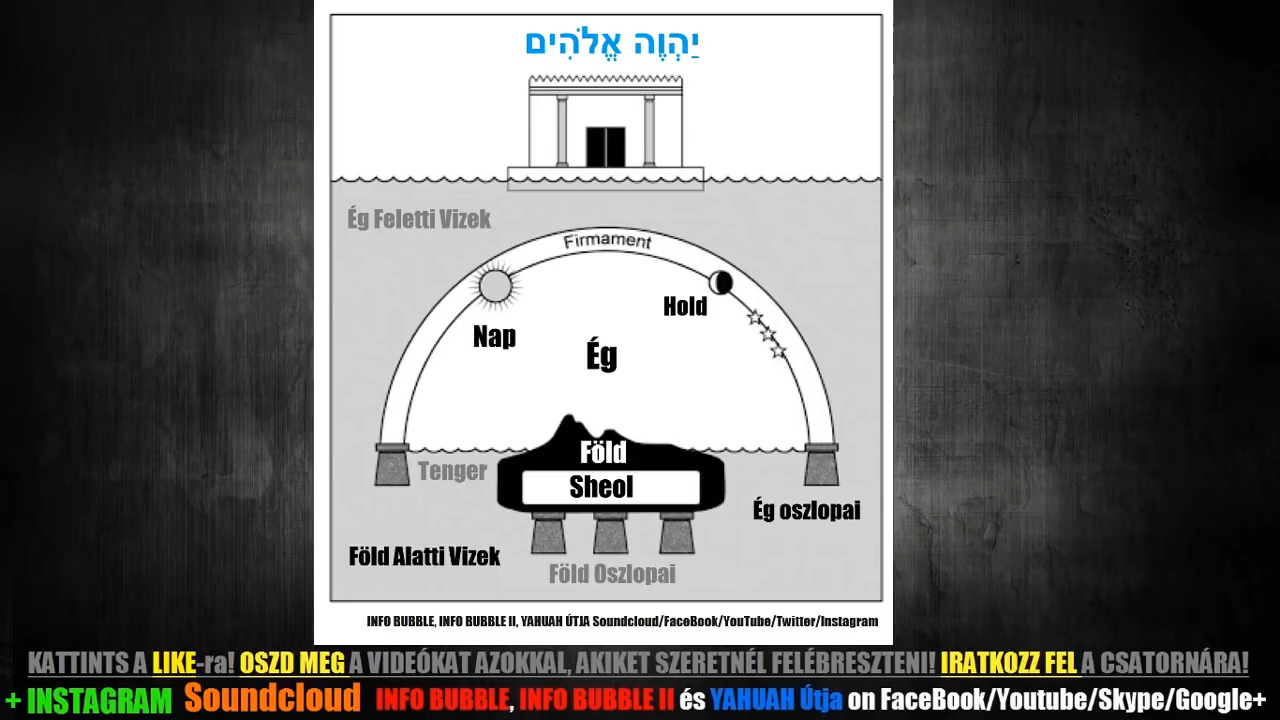 יַהְוֶה אֱלֹהִים
Ég Feletti Vizek
Firmament
Hold
Nap
Ég
Föld
Tenger
Sheol
Ég oszlopai
Föld Alatti Vizek
Föld Oszlopai
INFO BUBBLE, INFO BUBBLE II, YAHUAH ÚTJA Soundcloud/FaceBook/YouTube/Twitter/Instagram
KATTINTS A LIKE-ra! OSZD MEG A VIDEÓKAT AZOKKAL, AKIKET SZERETNÉL FELÉBRESZTENI! IRATKOZZ FEL A CSATORNÁRA!
+ INSTAGRAM Soundcloud INFO BUBBLE, INFO BUBBLE II és YAHUAH Útja on FaceBook/Youtube/Skype/Google+